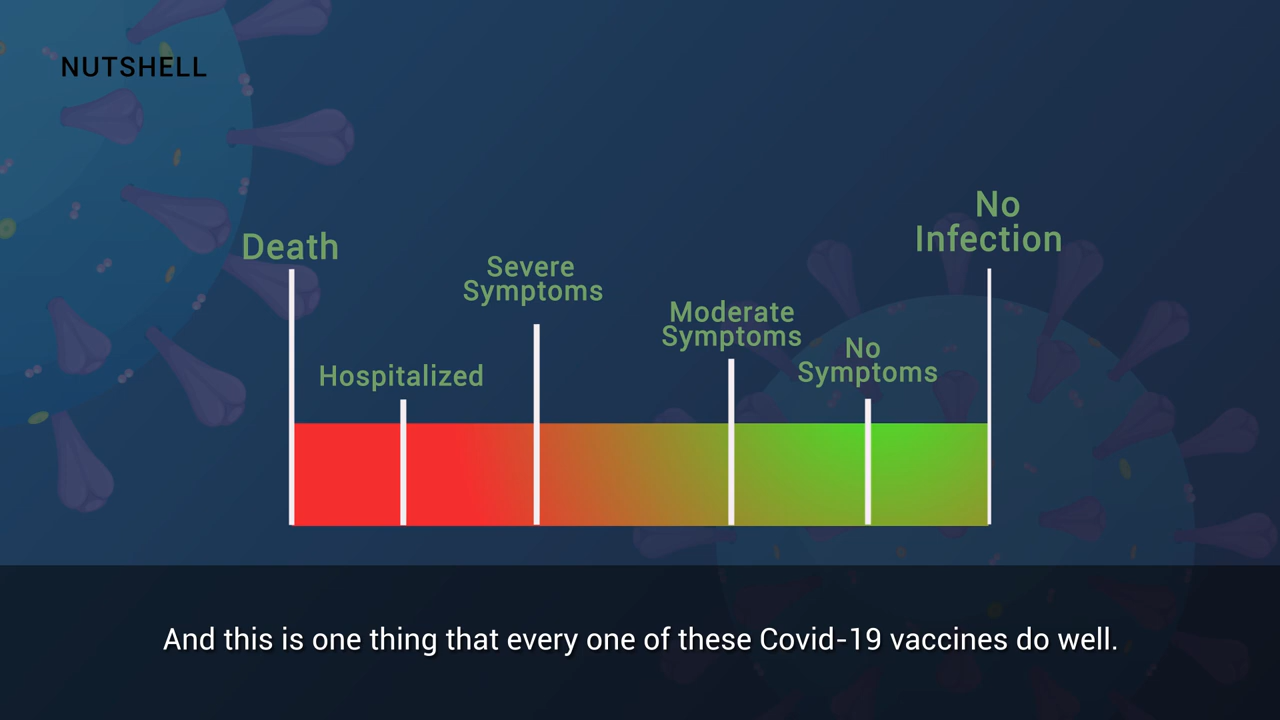 NUTSHELL
Death
Hospitalized
Severe
Symptoms
Moderate
Symptoms
No
Symptoms
No
Infection
And this is one thing that every one of these Covid-19 vaccines do well.